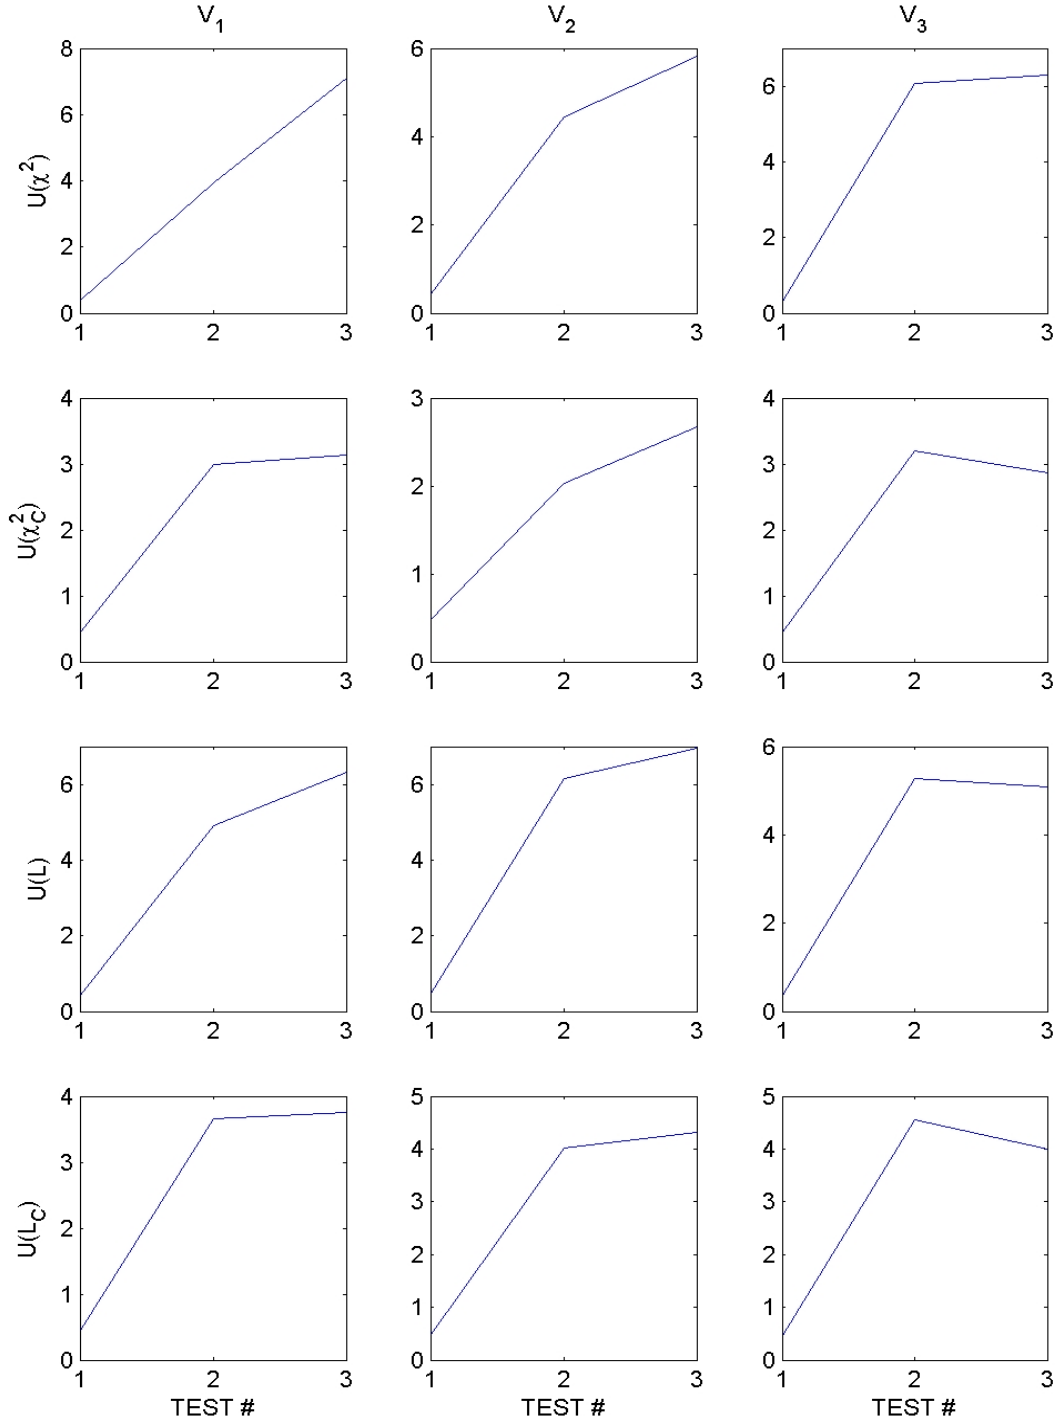 V1 V2 V3
8 6
6 6
6 4
U(χ2) 4 4
2 2 2
0 0 0
1 2 3 1 2 3 1 2 3
4 3 4
3 2 3
U(χ2C) 2 2
1 1 1
0 0 0
1 2 3 1 2 3 1 2 3
6 6 6
U(L) 4 4 4
2 2 2
0 0 0
1 2 3 1 2 3 1 2 3
4 5 5
3 4 4
3 3
U(LC) 2 2 2
1 1 1
0 0 0
1 2 3 1 2 3 1 2 3
TEST # TEST # TEST #